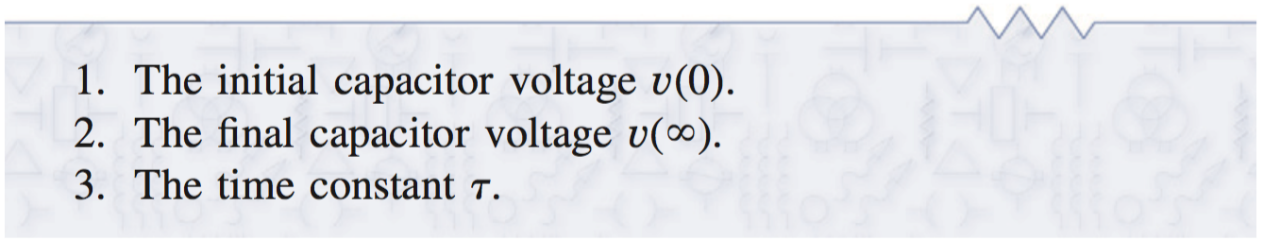 1. The initial capacitor voltage v(0).
2. The final capacitor voltage v(∞).
3. The time constant τ.